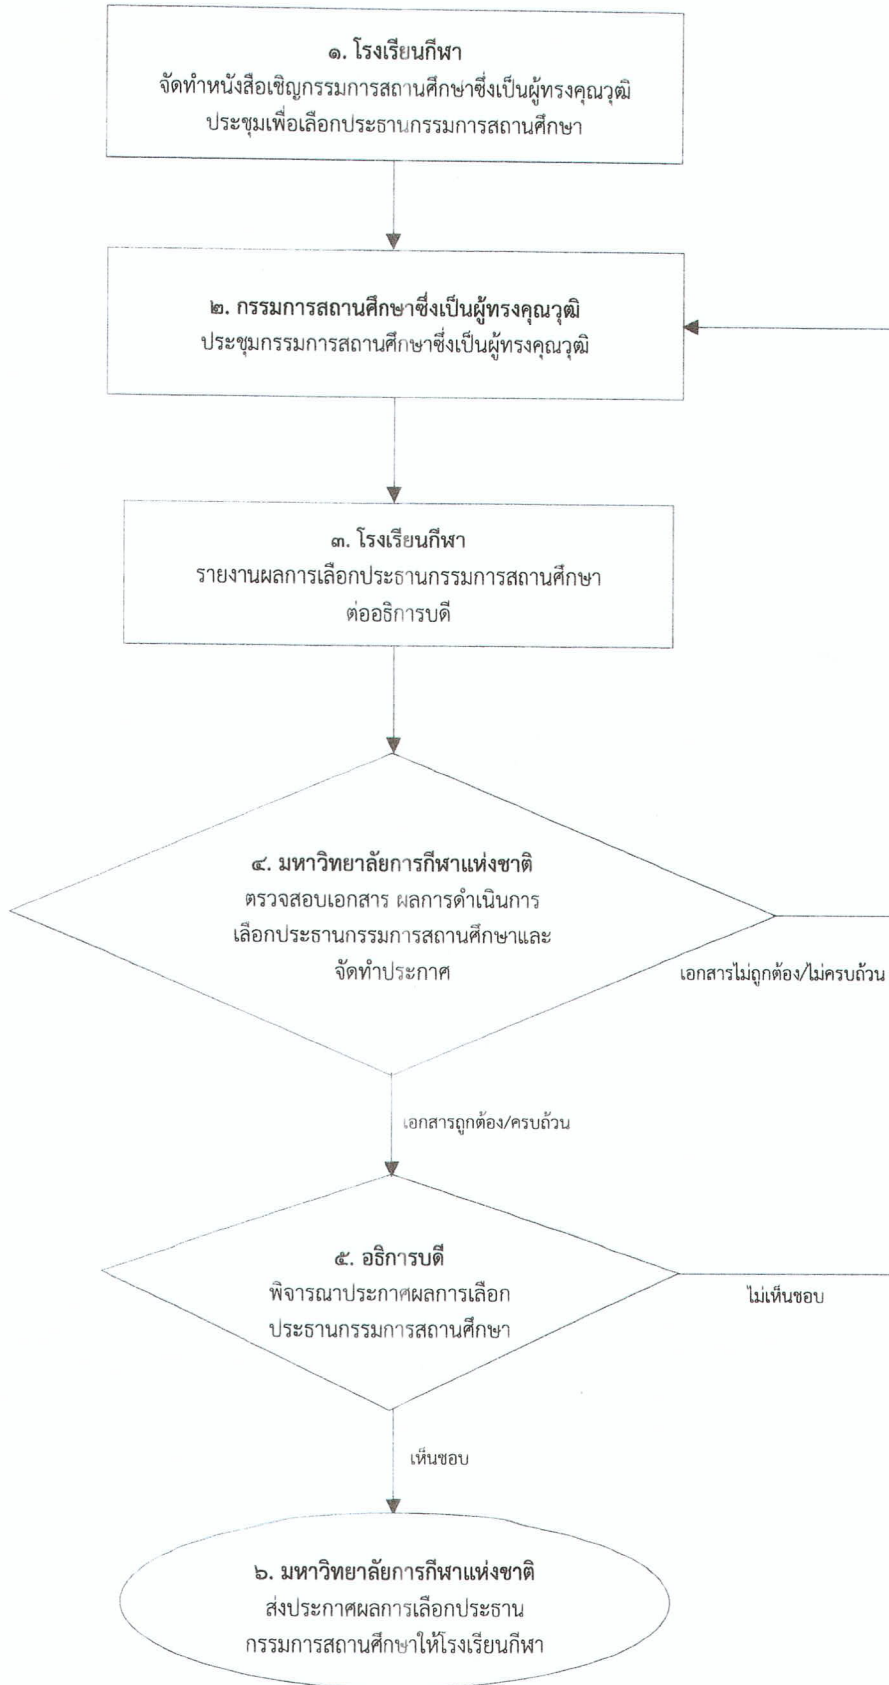 ๑. โรงเรียนกีฬา
จัดทำหนังสือเชิญกรรมการสถานศึกษาซึ่งเป็นผู้ทรงคุณวุฒิ
ประชุมเพื่อเลือกประธานกรรมการสถานศึกษา
๒. กรรมการสถานศึกษาซึ่งเป็นผู้ทรงคุณวุฒิ
ประชุมกรรมการสถานศึกษาซึ่งเป็นผู้ทรงคุณวุฒิ
๓. โรงเรียนกีฬา
รายงานผลการเลือกประธานกรรมการสถานศึกษา
ต่ออธิการบดี
๔. มหาวิทยาลัยการกีฬาแห่งชาติ
ตรวจสอบเอกสาร ผลการดำเนินการ
เลือกประธานกรรมการสถานศึกษาและ
จัดทำประกาศ
เอกสารไม่ถูกต้อง/ไม่ครบถ้วน
เอกสารถูกต้อง/ครบถ้วน
๕. อธิการบดี
พิจารณาประกาศผลการเลือก
ประธานกรรมการสถานศึกษา
ไม่เห็นชอบ
เห็นชอบ
๖. มหาวิทยาลัยการกีฬาแห่งชาติ
ส่งประกาศผลการเลือกประธาน
กรรมการสถานศึกษาให้โรงเรียนกีฬา